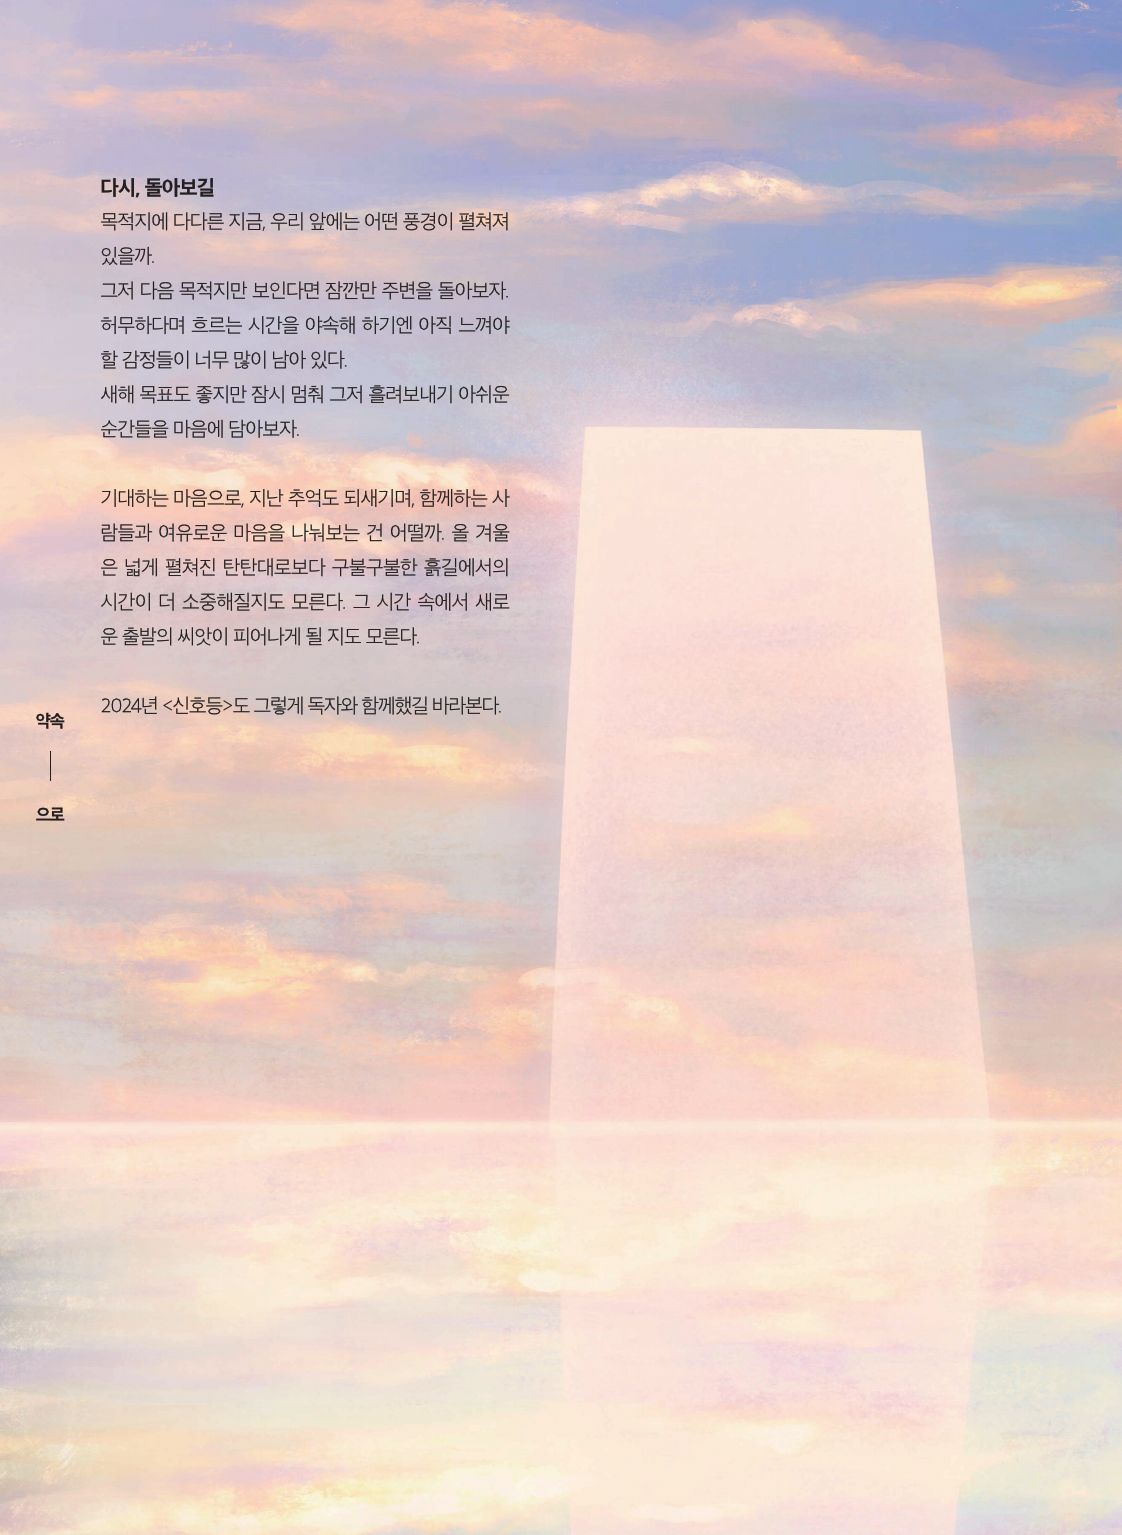 다시, 돌아보길
목적지에 다다른 지금, 우리 앞에는 어떤 풍경이 펼쳐져
있을까.
그저 다음 목적지만 보인다면 잠깐만 주변을 돌아보자.
허무하다며 흐르는 시간을 야속해 하기엔 아직 느껴야
할 감정들이 너무 많이 남아 있다.
새해 목표도 좋지만 잠시 멈춰 그저 흘려보내기 아쉬운
순간들을 마음에 담아보자.
기대하는 마음으로, 지난 추억도 되새기며, 함께하는 사
람들과 여유로운 마음을 나눠보는 건 어떨까. 올 겨울
은 넓게 펼쳐진 탄탄대로보다 구불구불한 흙길에서의
시간이 더 소중해질지도 모른다. 그 시간 속에서 새로
운 출발의 씨앗이 피어나게 될 지도 모른다.
2024년 <신호등>도 그렇게 독자와 함께했길 바라본다.
약속
으로